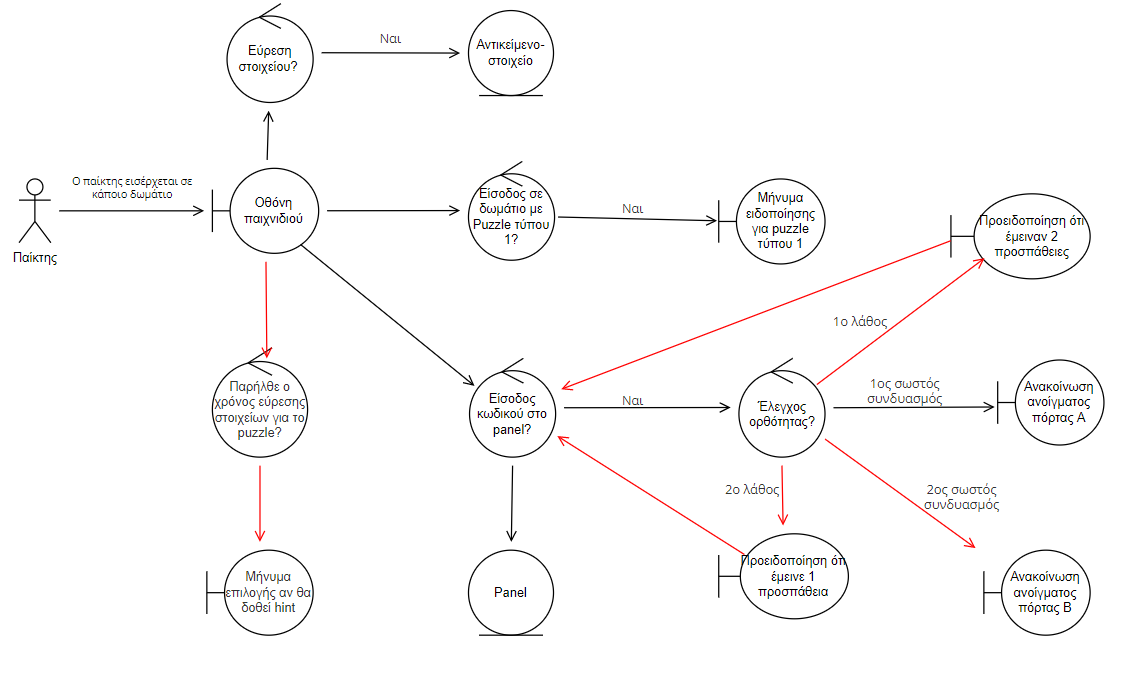 Εύρεση
στοιχείου?
Ναι
Αντικείμενο-
στοιχείο
Ο παίκτης εισέρχεται σε
κάποιο δωμάτιο
Παίκτης
Οθόνη
παιχνιδιού
Είσοδος σε
δωμάτιο με
Puzzle τύπου
1?
Ναι
Μήνυμα
ειδοποίησης
για puzzle
τύπου 1
Προειδοποίηση ότι
έμειναν 2
προσπάθειες
1ο λάθος
Παρήλθε ο
χρόνος εύρεσης
στοιχείων για το
puzzle?
Είσοδος
κωδικού στο
panel?
Ναι
Έλεγχος
ορθότητας?
1ος σωστός
συνδυασμός
Ανακοίνωση
ανοίγματος
πόρτας Α
2ο λάθος
2ος σωστός
συνδυασμός
Μήνυμα
επιλογής αν θα
δοθεί hint
Panel
Προειδοποίηση ότι
έμεινε 1
προσπάθεια
Ανακοίνωση
ανοίγματος
πόρτας Β